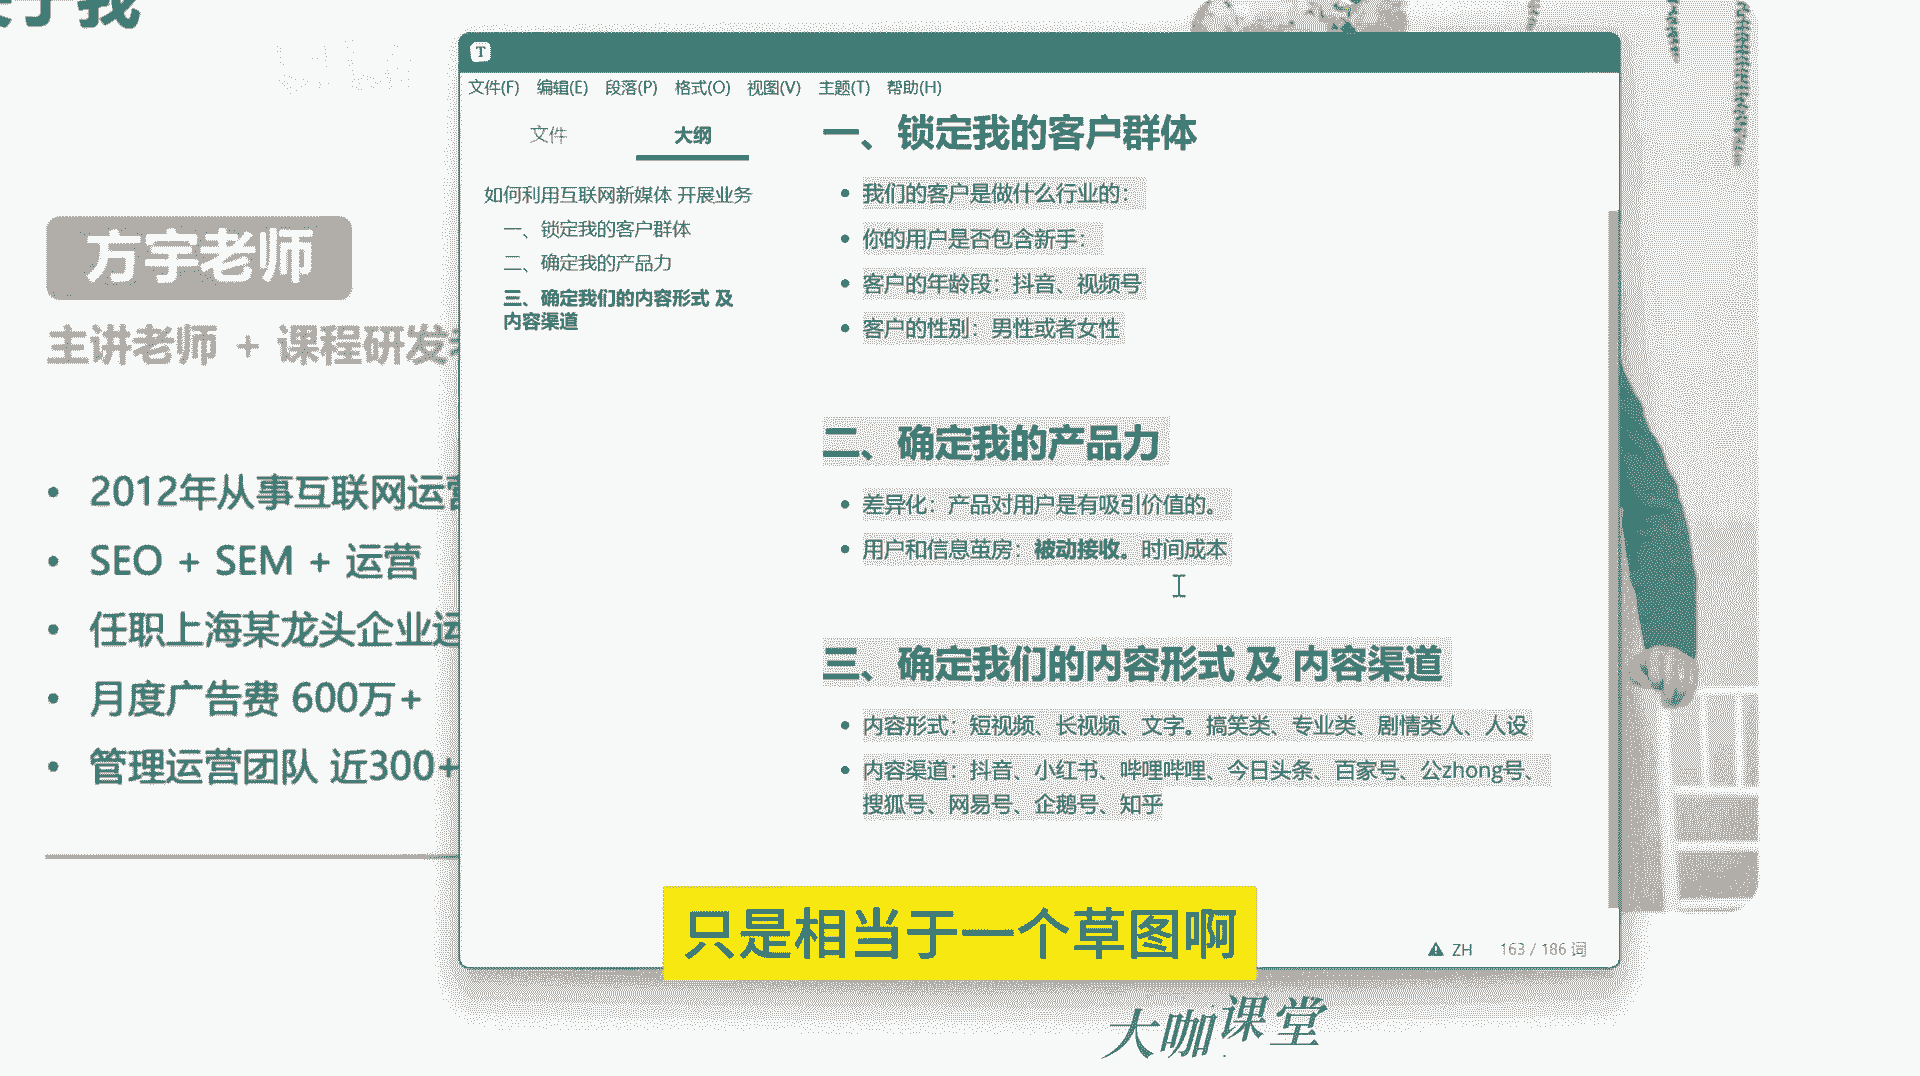 关于我
方宇老师
主讲老师 + 课程研发
2012年从事互联网运营
SEO + SEM + 运营
任职上海某龙头企业运
月度广告费 600万+
管理运营团队 近300+
T
文件(F) 编辑(E) 段落(P) 格式(O) 视图(V) 主题(T) 帮助(H)
文件 大纲
如何利用互联网新媒体 开展业务
一、锁定我的客户群体
二、确定我的产品力
三、确定我们的内容形式 及
内容渠道
一、锁定我的客户群体
我们的客户是做什么行业的：
你的用户是否包含新手：
客户的年龄段：抖音、视频号
客户的性别：男性或者女性
二、确定我的产品力
差异化：产品对用户是有吸引价值的。
用户和信息茧房：被动接收。时间成本
三、确定我们的内容形式 及 内容渠道
内容形式：短视频、长视频、文字。搞笑类、专业类、剧情类人、人设
内容渠道：抖音、小红书、哔哩哔哩、今日头条、百家号、公zhong号、
搜狐号、网易号、企鹅号、知乎
ZH 163 / 186 词
只是相当于一个草图啊
大咖课堂